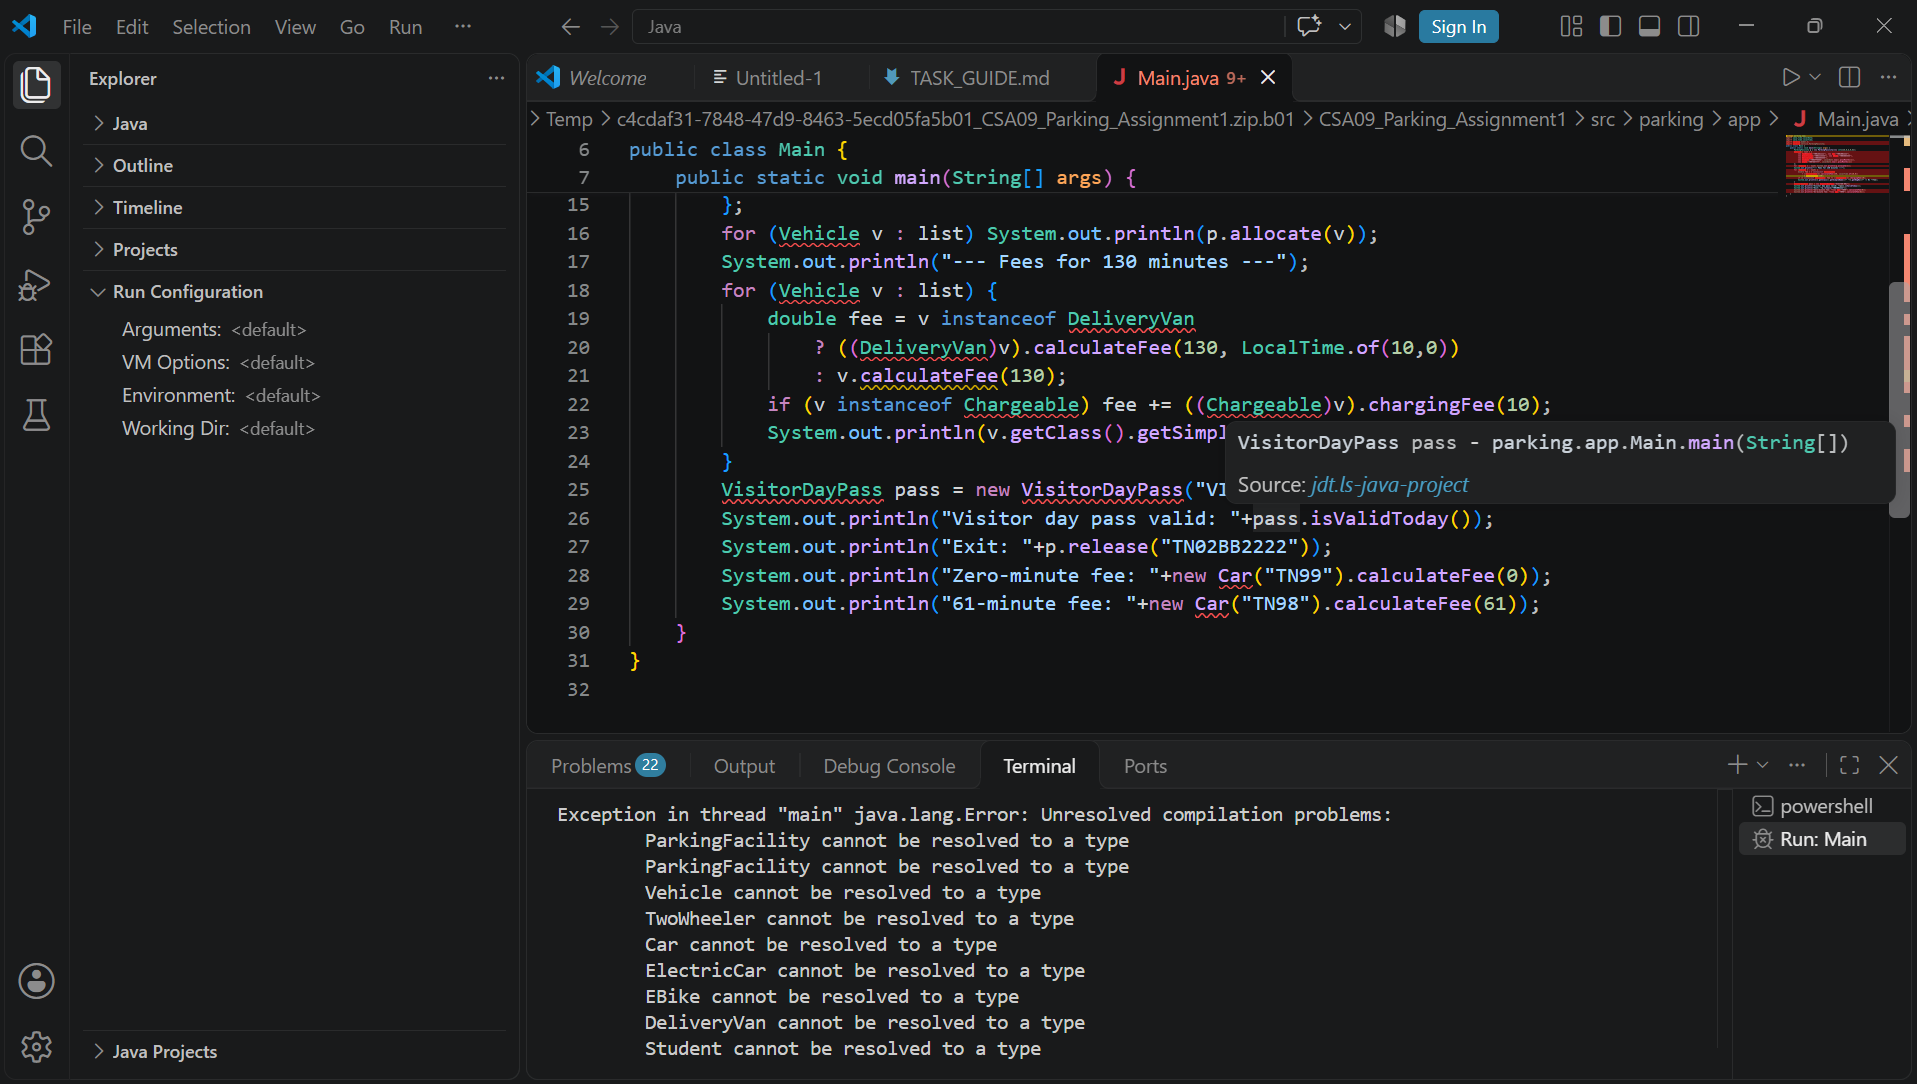 File Edit Selection View Go Run ···
Java
Sign In
Explorer
Java
Outline
Timeline
Projects
Run Configuration
Arguments: <default>
VM Options: <default>
Environment: <default>
Working Dir: <default>
Java Projects
Welcome
Untitled-1
TASK_GUIDE.md
J Main.java 9+
> Temp > c4cdaf31-7848-47d9-8463-5ecd05fa5b01_CSA09_Parking_Assignment1.zip.b01 > CSA09_Parking_Assignment1 > src > parking > app > J Main.java
6 public class Main {
7 public static void main(String[] args) {
15 };
16 for (Vehicle v : list) System.out.println(p.allocate(v));
17 System.out.println("--- Fees for 130 minutes ---");
18 for (Vehicle v : list) {
19 double fee = v instanceof DeliveryVan
20 ? ((DeliveryVan)v).calculateFee(130, LocalTime.of(10,0))
21 : v.calculateFee(130);
22 if (v instanceof Chargeable) fee += ((Chargeable)v).chargingFee(10);
23 System.out.println(v.getClass().getSimpl
24 }
25 VisitorDayPass pass = new VisitorDayPass("VI
26 System.out.println("Visitor day pass valid: "+pass.isValidToday());
27 System.out.println("Exit: "+p.release("TN02BB2222"));
28 System.out.println("Zero-minute fee: "+new Car("TN99").calculateFee(0));
29 System.out.println("61-minute fee: "+new Car("TN98").calculateFee(61));
30 }
31 }
32
VisitorDayPass pass - parking.app.Main.main(String[])
Source: jdt.ls-java-project
Problems 22 Output Debug Console Terminal Ports
Exception in thread "main" java.lang.Error: Unresolved compilation problems:
ParkingFacility cannot be resolved to a type
ParkingFacility cannot be resolved to a type
Vehicle cannot be resolved to a type
TwoWheeler cannot be resolved to a type
Car cannot be resolved to a type
ElectricCar cannot be resolved to a type
EBike cannot be resolved to a type
DeliveryVan cannot be resolved to a type
Student cannot be resolved to a type
powershell
Run: Main